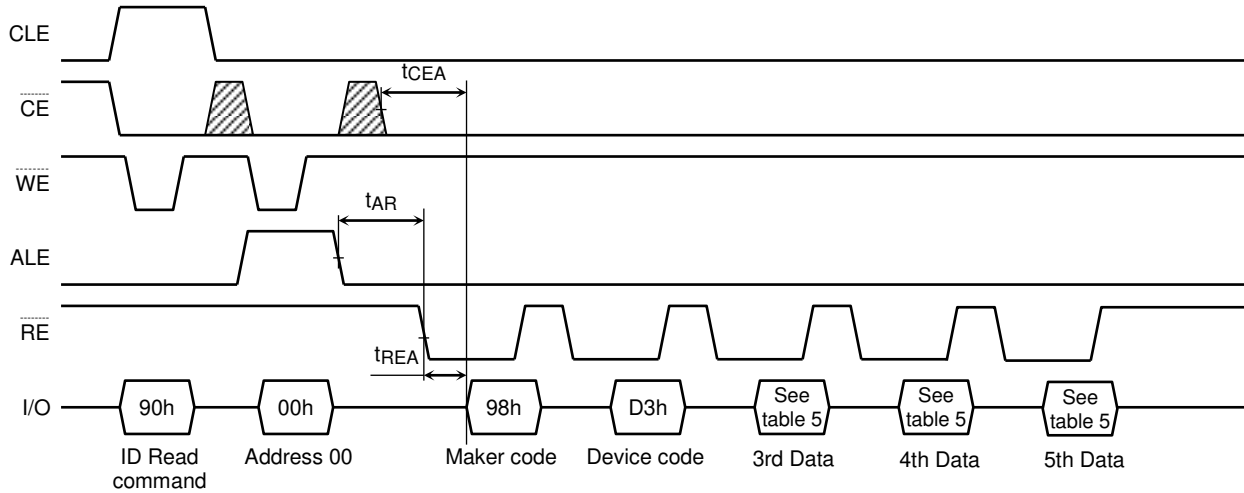 CLE
tCEA
CE
WE
tAR
ALE
RE
tREA
I/O
90h
00h
98h
D3h
See
table 5
See
table 5
See
table 5
ID Read
command
Address 00
Maker code
Device code
3rd Data
4th Data
5th Data